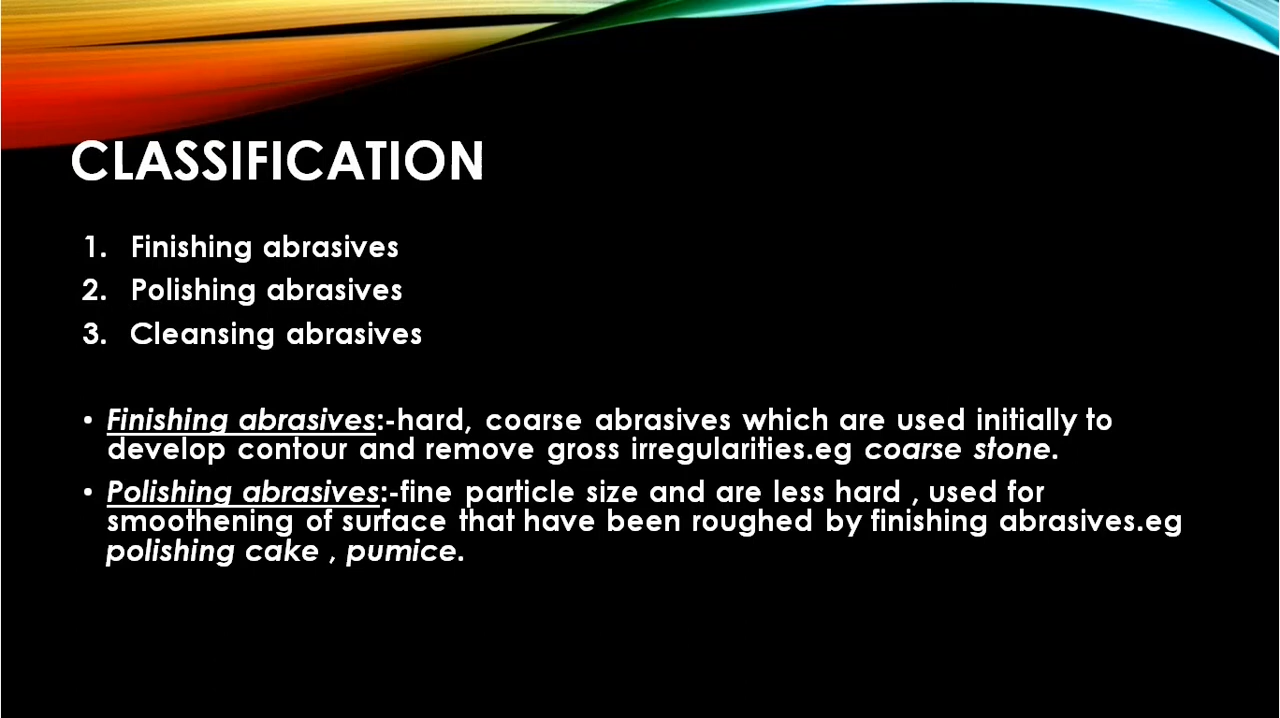 CLASSIFICATION
1. Finishing abrasives
2. Polishing abrasives
3. Cleansing abrasives
• Finishing abrasives:-hard, coarse abrasives which are used initially to
develop contour and remove gross irregularities.eg coarse stone.
• Polishing abrasives:-fine particle size and are less hard , used for
smoothening of surface that have been roughed by finishing abrasives.eg
polishing cake , pumice.